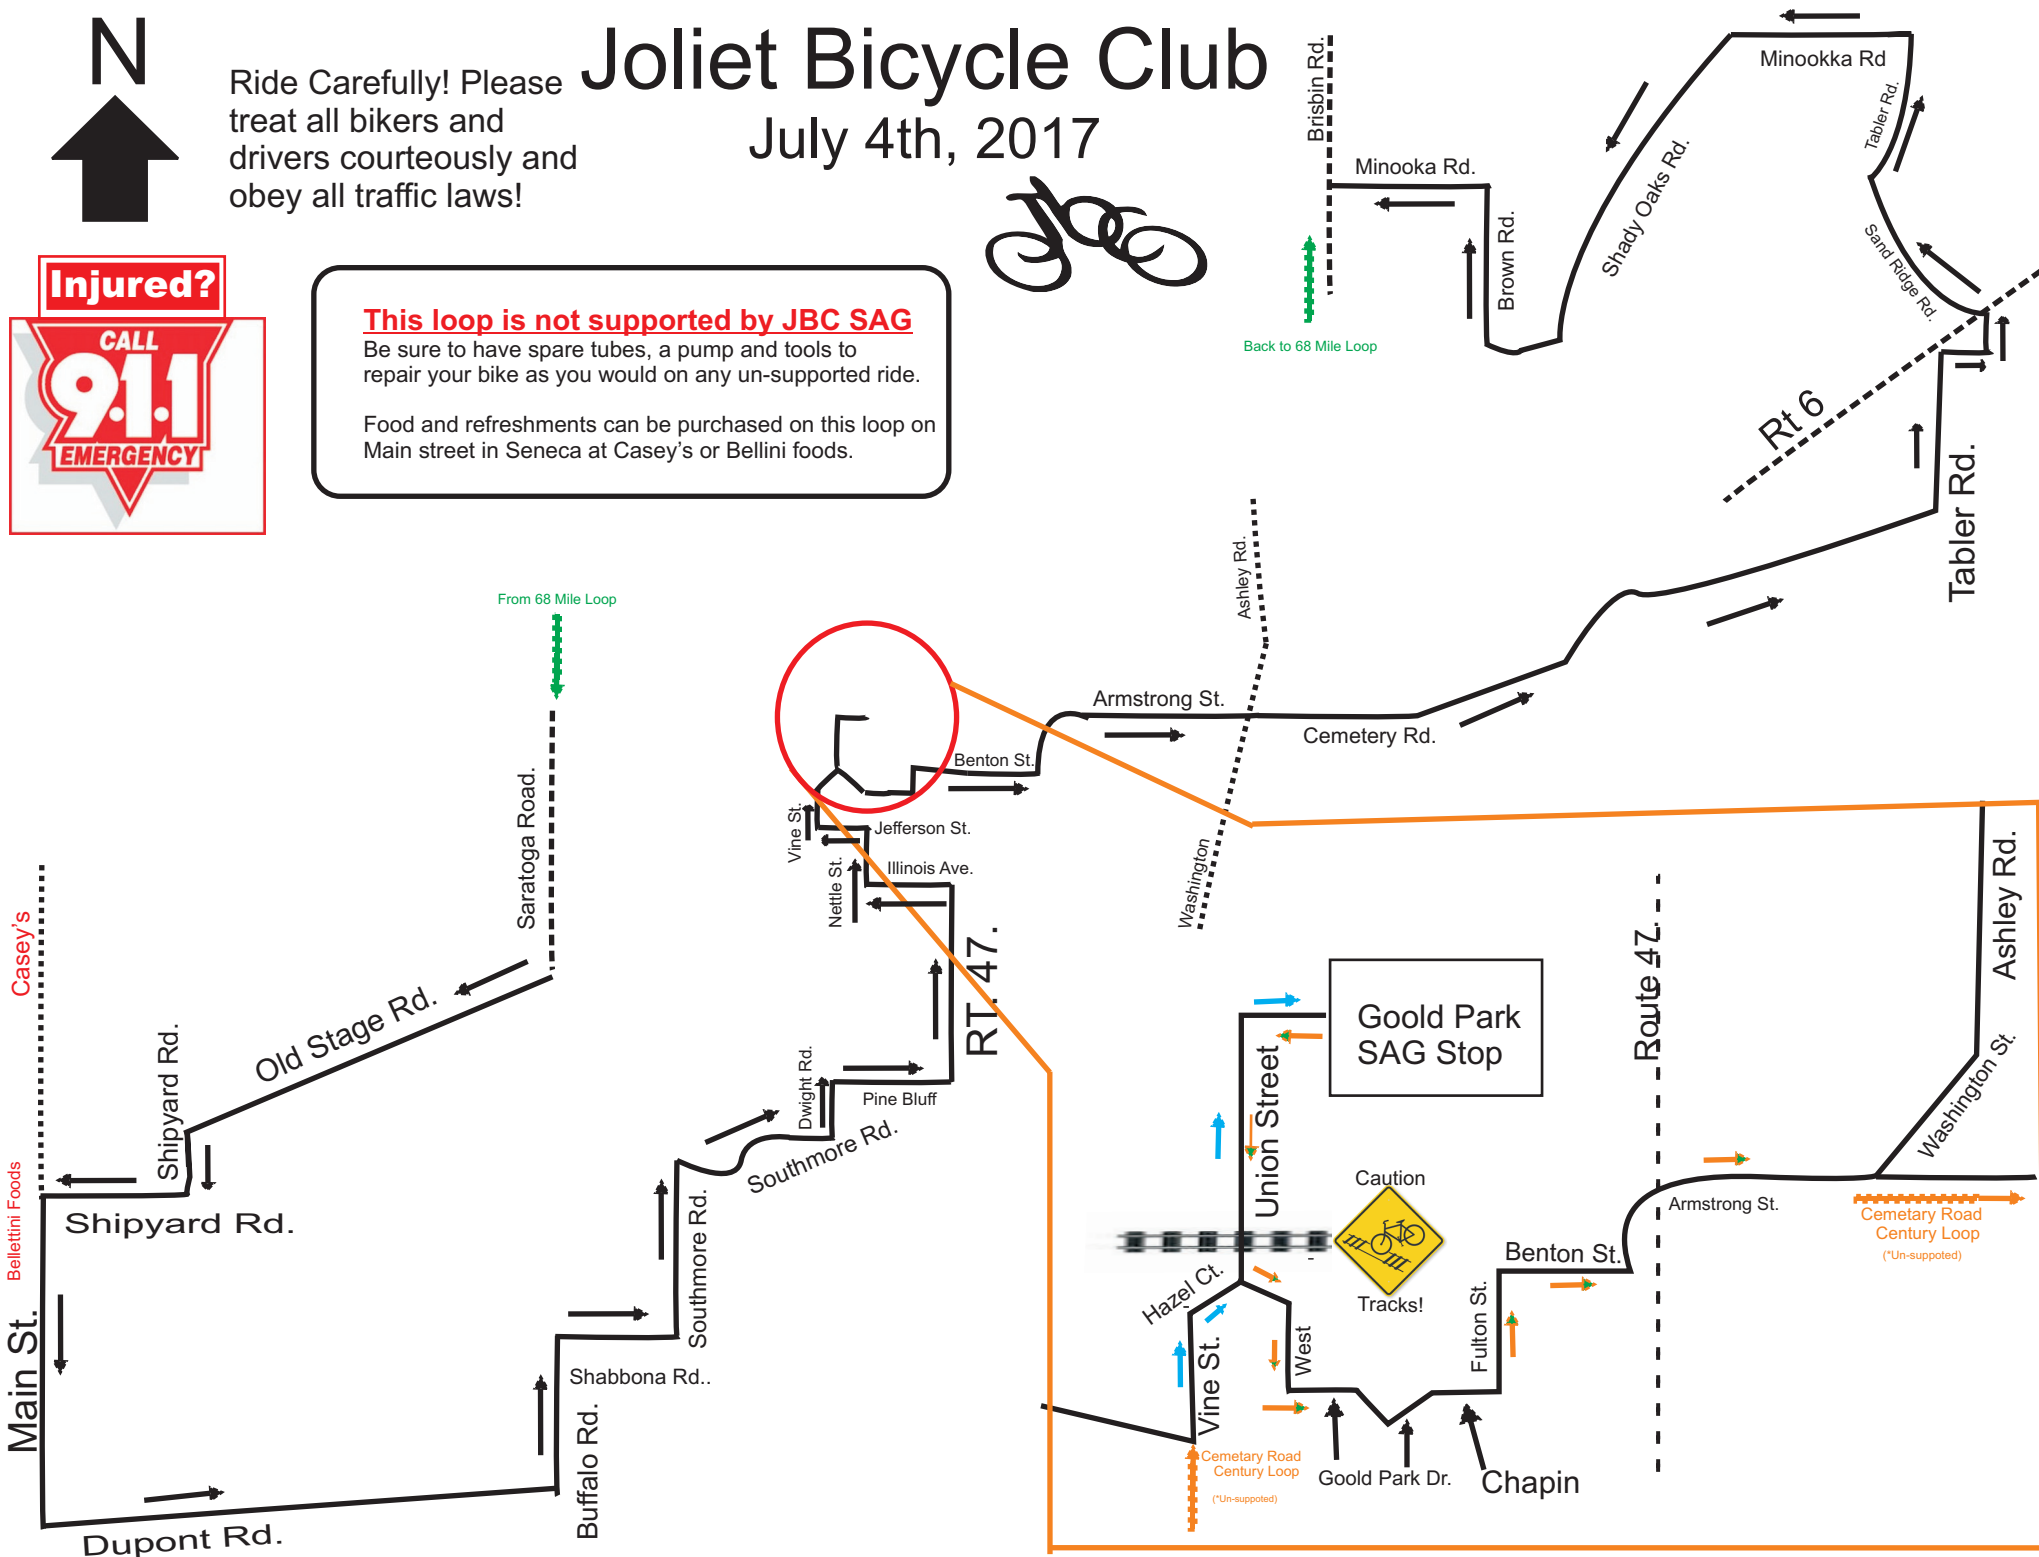 N
Ride Carefully! Please
treat all bikers and
drivers courteously and
obey all traffic laws!
Joliet Bicycle Club
July 4th, 2017
Injured?
CALL
9.1.1
EMERGENCY
This loop is not supported by JBC SAG
Be sure to have spare tubes, a pump and tools to
repair your bike as you would on any un-supported ride.
Food and refreshments can be purchased on this loop on
Main street in Seneca at Casey's or Bellini foods.
Brisbin Rd.
Minooka Rd.
Brown Rd.
Back to 68 Mile Loop
Shady Oaks Rd.
Minookka Rd
Tabler Rd.
Sand Ridge Rd.
Rt 6
Tabler Rd.
Ashley Rd.
Washington
Armstrong St.
Cemetery Rd.
Benton St.
From 68 Mile Loop
Saratoga Road.
Vine St.
Jefferson St.
Nettle St.
Illinois Ave.
RT. 47.
Dwight Rd.
Pine Bluff
Southmore Rd.
Southmore Rd.
Old Stage Rd.
Shipyard Rd.
Shipyard Rd.
Casey's
Bellettini Foods
Main St.
Dupont Rd.
Buffalo Rd.
Shabbona Rd..
Goold Park
SAG Stop
Union Street
Route 47.
Ashley Rd.
Washington St.
Caution
Tracks!
Armstrong St.
Cemetary Road
Century Loop
(*Un-suppoted)
Benton St.
Fulton St.
Hazel Ct.
Vine St.
West
Cemetary Road
Century Loop
(*Un-suppoted)
Goold Park Dr.
Chapin